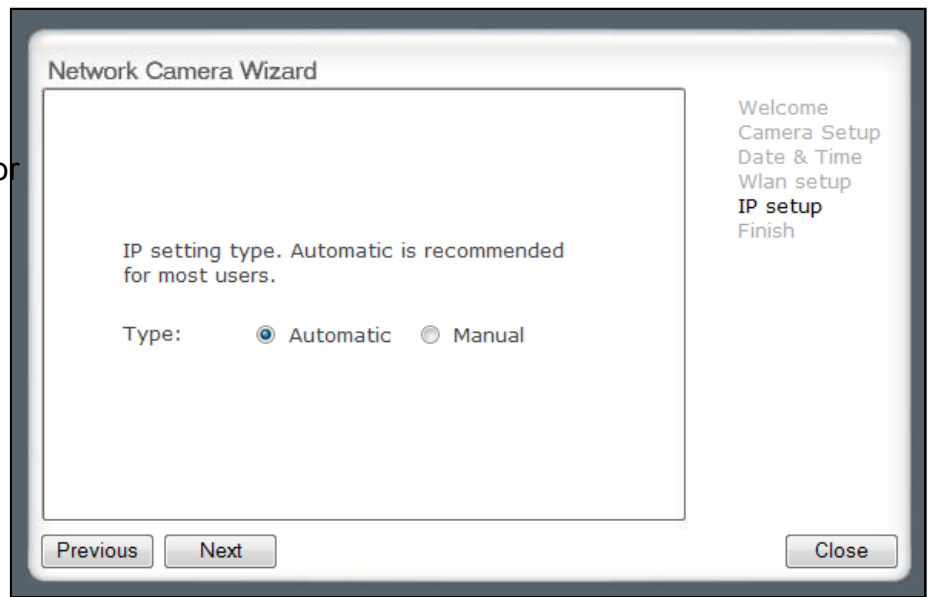 Network Camera Wizard
or
IP setting type. Automatic is recommended
for most users.
Type: Automatic Manual
Welcome
Camera Setup
Date & Time
Wlan setup
IP setup
Finish
Previous Next Close